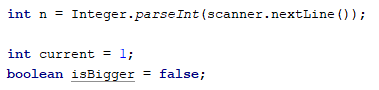 int n = Integer.parseInt(scanner.nextLine());
int current = 1;
boolean isBigger = false;